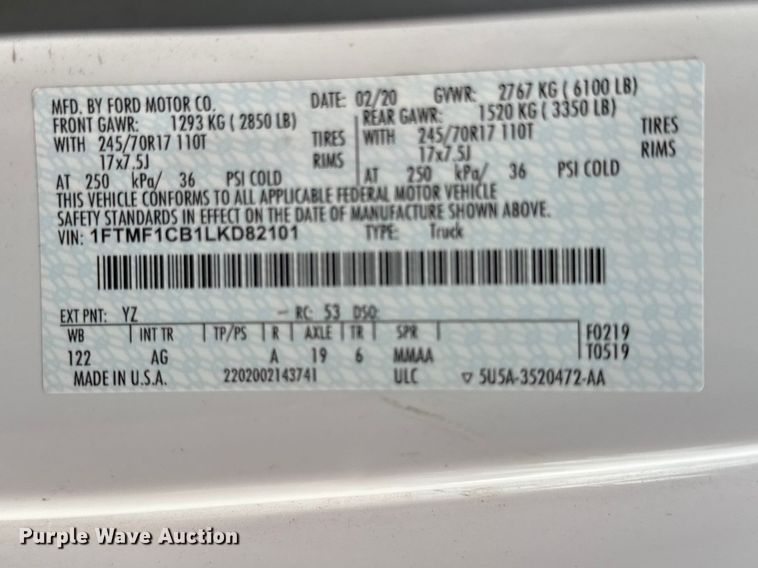 MFD. BY FORD MOTOR CO. DATE: 02/20 GVWR: 2767 KG ( 6100 LB)
FRONT GAWR: 1293 KG ( 2850 LB) REAR GAWR: 1520 KG ( 3350 LB)
WITH 245/70R17 110T TIRES WITH 245/70R17 110T TIRES
17x7.5J RIMS 17x7.5J RIMS
AT 250 kPa/ 36 PSI COLD AT 250 kPa/ 36 PSI COLD
THIS VEHICLE CONFORMS TO ALL APPLICABLE FEDERAL MOTOR VEHICLE
SAFETY STANDARDS IN EFFECT ON THE DATE OF MANUFACTURE SHOWN ABOVE.
VIN: 1FTMF1CB1LKD82101 TYPE: Truck
EXT PNT: YZ - RC: 53 DSO:
WB INT TR TP/PS R AXLE TR SPR F0219
122 AG A 19 6 MMAA T0519
MADE IN U.S.A. 2202002143741 ULC ▽ 5U5A-3520472-AA
Purple Wave Auction